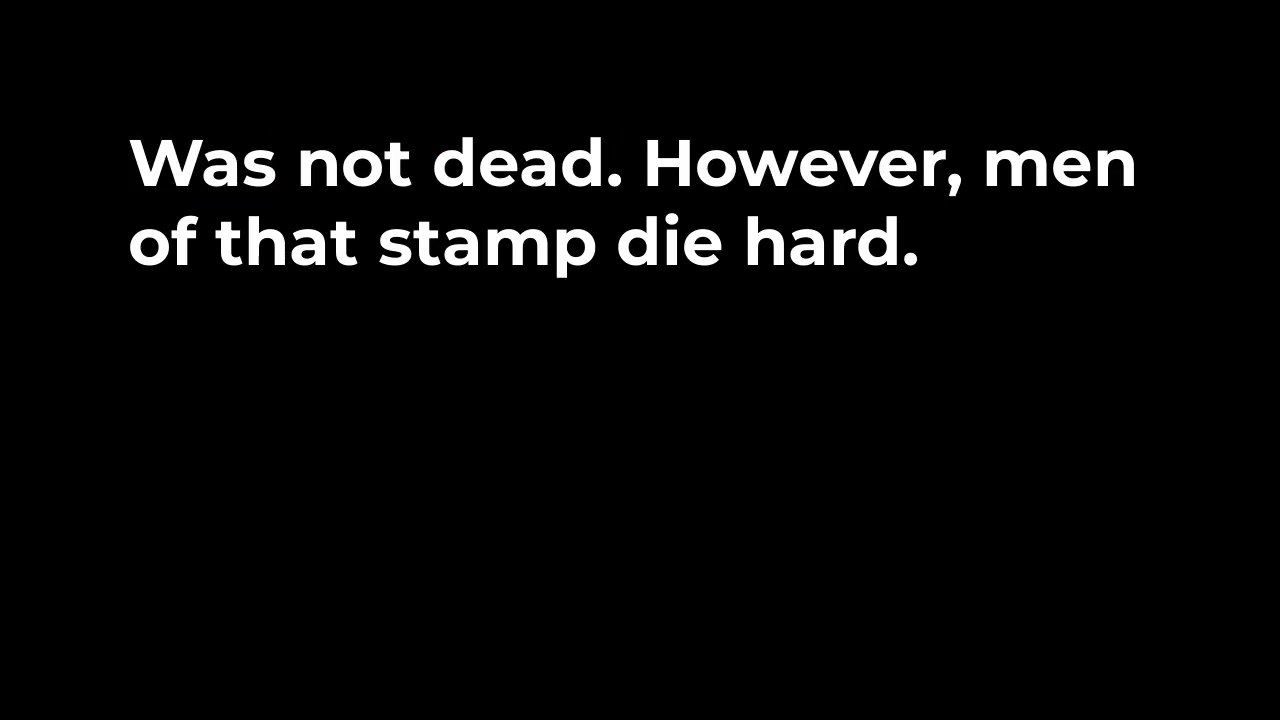 Was not dead. However, men
of that stamp die hard.